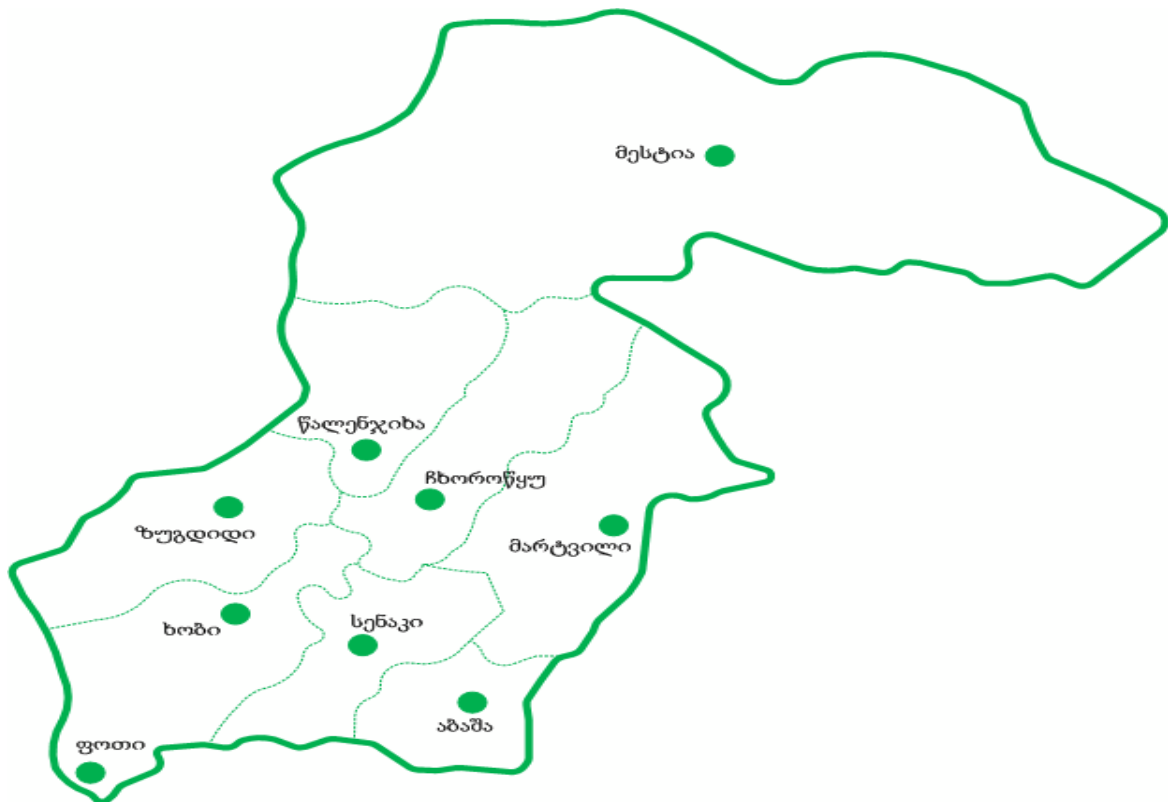 მესტია
წალენჯიხა
ჩხოროწყუ
ზუგდიდი
მარტვილი
ხობი
სენაკი
აბაშა
ფოთი